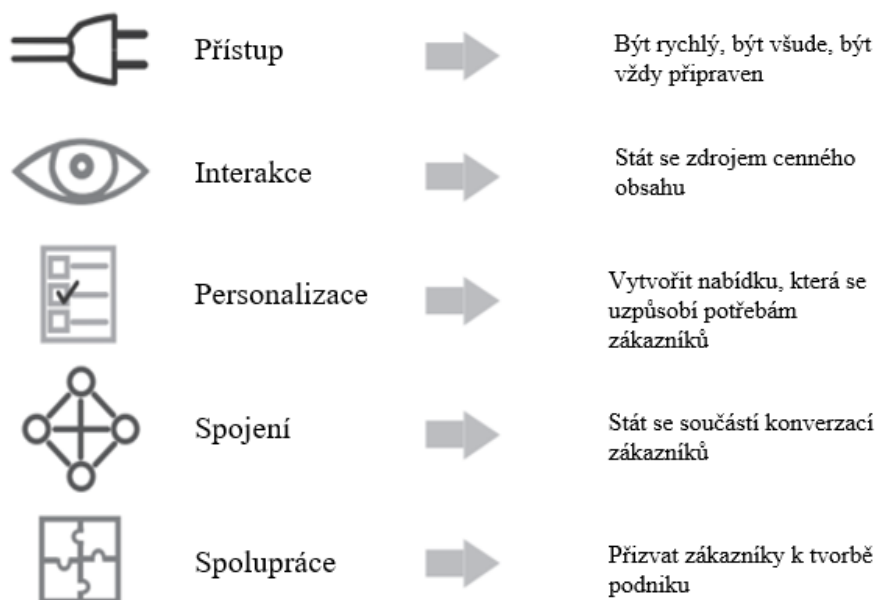 Přístup
Být rychlý, být všude, být
vždy připraven
Interakce
Stát se zdrojem cenného
obsahu
Personalizace
Vytvořit nabídku, která se
uzpůsobí potřebám
zákazníků
Spojení
Stát se součástí konverzací
zákazníků
Spolupráce
Přizvat zákazníky k tvorbě
podniku